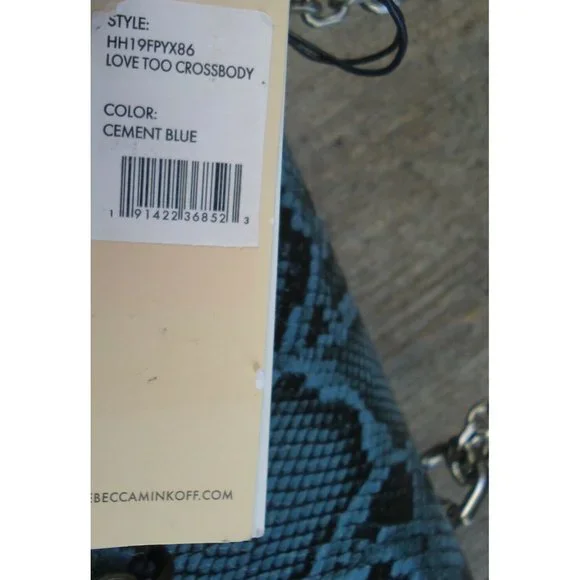 STYLE:
HH19FPYX86
LOVE TOO CROSSBODY
COLOR:
CEMENT BLUE
1 91422 36852 3
EBECCAMINKOFF.COM